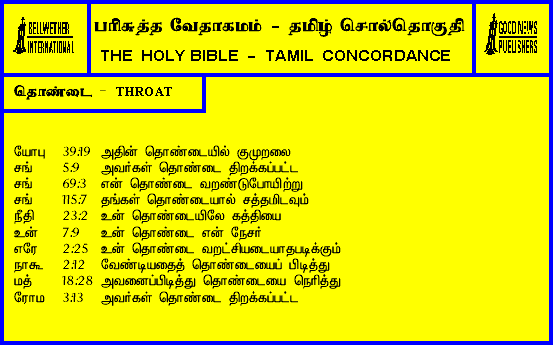 BELLWETHER
INTERNATIONAL
பரிசுத்த வேதாகமம் - தமிழ் சொல்தொகுதி
THE HOLY BIBLE - TAMIL CONCORDANCE
GOOD NEWS
PUBLISHERS
தொண்டை - THROAT
யோபு 39:19 அதின் தொண்டையில் குமுறலை
சங் 5:9 அவர்கள் தொண்டை திறக்கப்பட்ட
சங் 69:3 என் தொண்டை வறண்டுபோயிற்று
சங் 115:7 தங்கள் தொண்டையால் சத்தமிடவும்
நீதி 23:2 உன் தொண்டையிலே கத்தியை
உன் 7:9 உன் தொண்டை என் நேசர்
எரே 2:25 உன் தொண்டை வறட்சியடையாதபடிக்கும்
நாகூ 2:12 வேண்டியதைத் தொண்டையைப் பிடித்து
மத் 18:28 அவனைப்பிடித்து தொண்டையை நெரித்து
ரோம 3:13 அவர்கள் தொண்டை திறக்கப்பட்ட